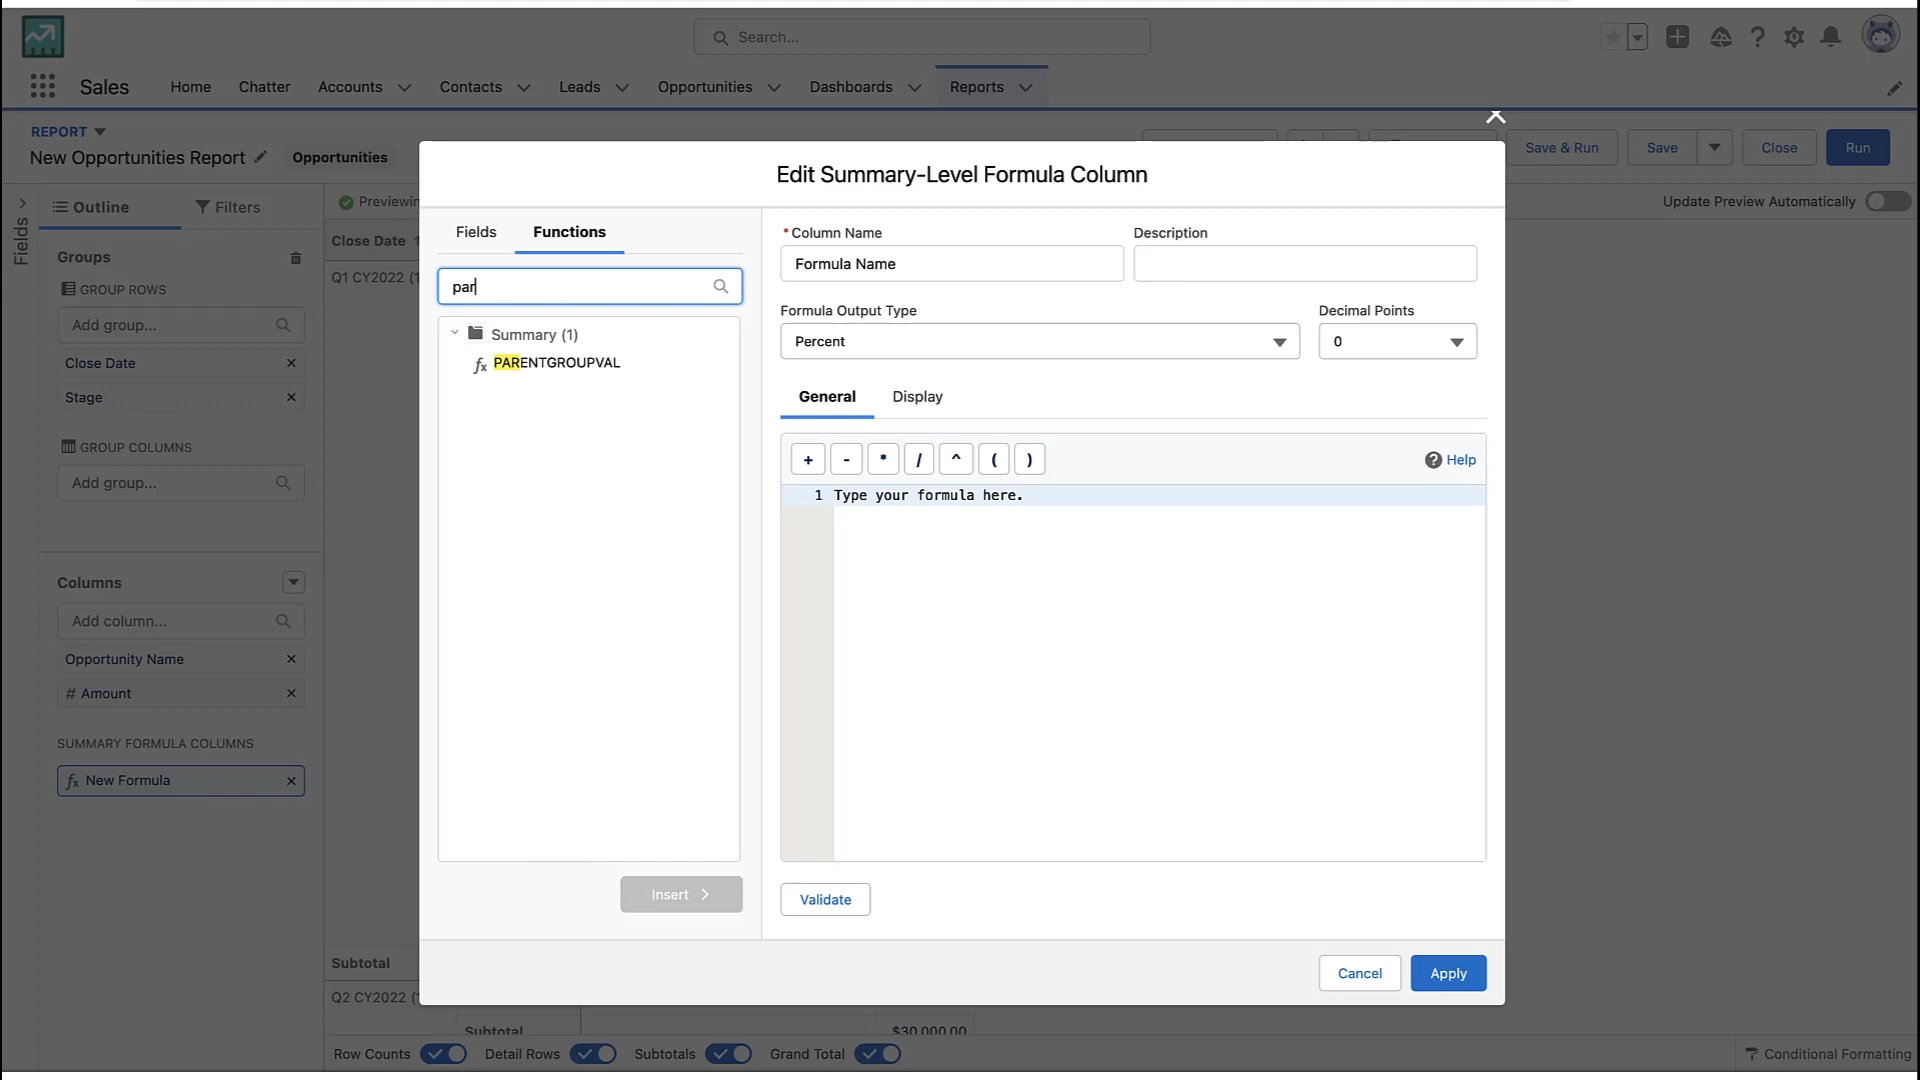 Search...
Sales
Home
Chatter
Accounts
Contacts
Leads
Opportunities
Dashboards
Reports
REPORT
New Opportunities Report
Opportunities
Save & Run
Save
Close
Run
Fields
Outline
Filters
Update Preview Automatically
Groups
GROUP ROWS
Add group...
Close Date
Stage
GROUP COLUMNS
Add group...
Columns
Add column...
Opportunity Name
# Amount
SUMMARY FORMULA COLUMNS
fx New Formula
Close Date
Q1 CY2022
Subtotal
Q2 CY2022
Subtotal
$30,000.00
Edit Summary-Level Formula Column
Fields
Functions
par
Summary (1)
fx PARENTGROUPVAL
Insert
* Column Name
Description
Formula Name
Formula Output Type
Decimal Points
Percent
0
General
Display
+ - * / ^ ( )
? Help
1 Type your formula here.
Validate
Cancel
Apply
Row Counts
Detail Rows
Subtotals
Grand Total
Conditional Formatting